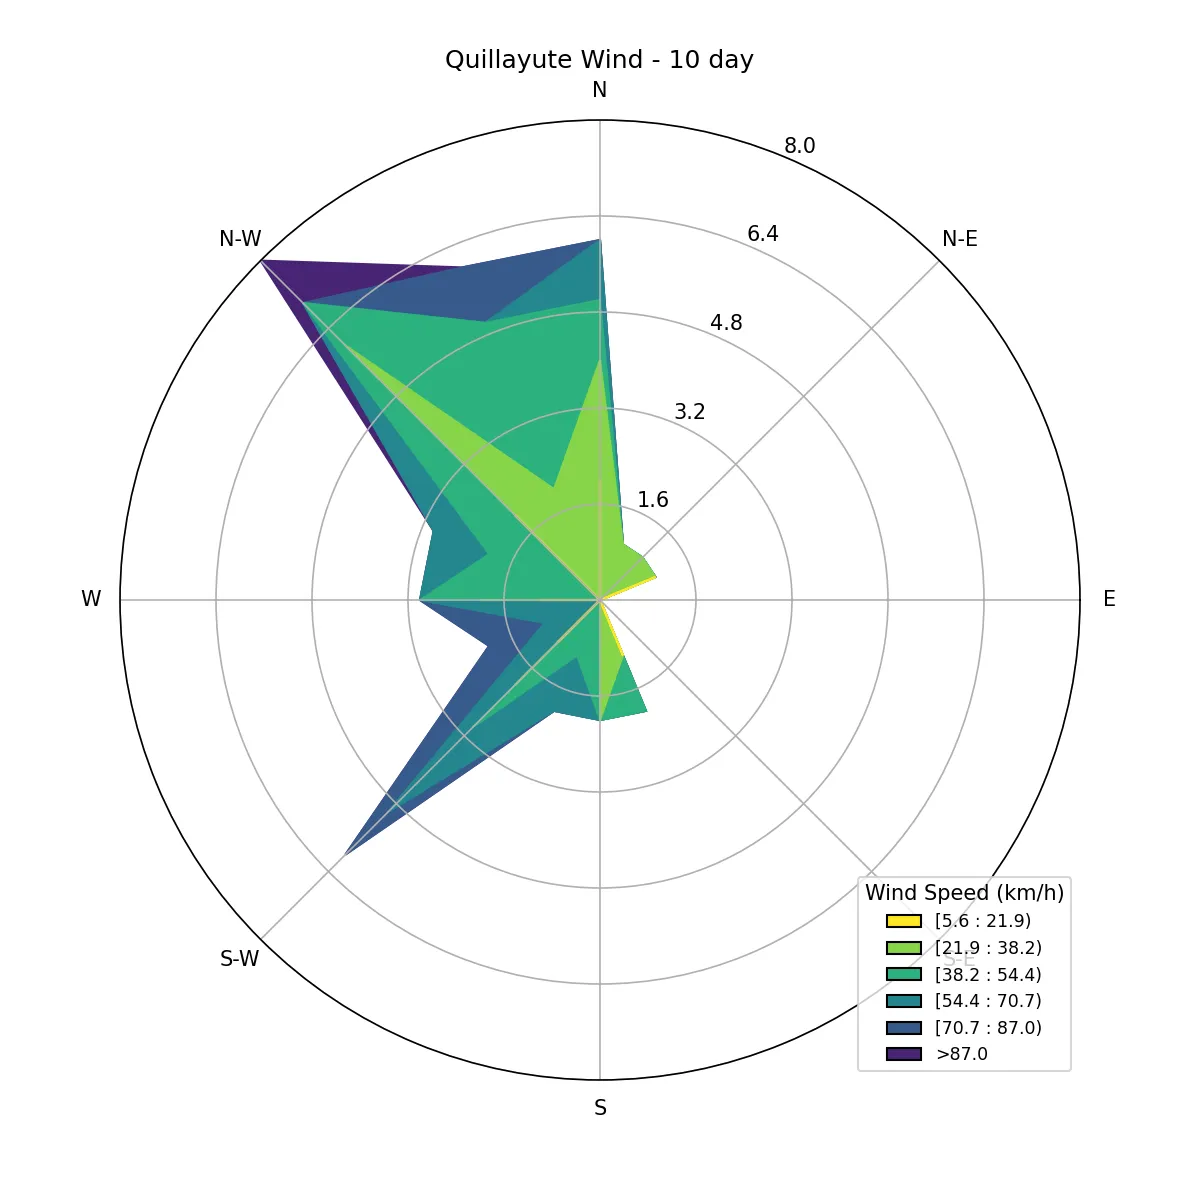 Quillayute Wind - 10 day
N
8.0
N-W
6.4
N-E
4.8
3.2
1.6
W
E
Wind Speed (km/h)
[5.6 : 21.9)
[21.9 : 38.2)
S-W
S-E
[38.2 : 54.4)
[54.4 : 70.7)
[70.7 : 87.0)
>87.0
S